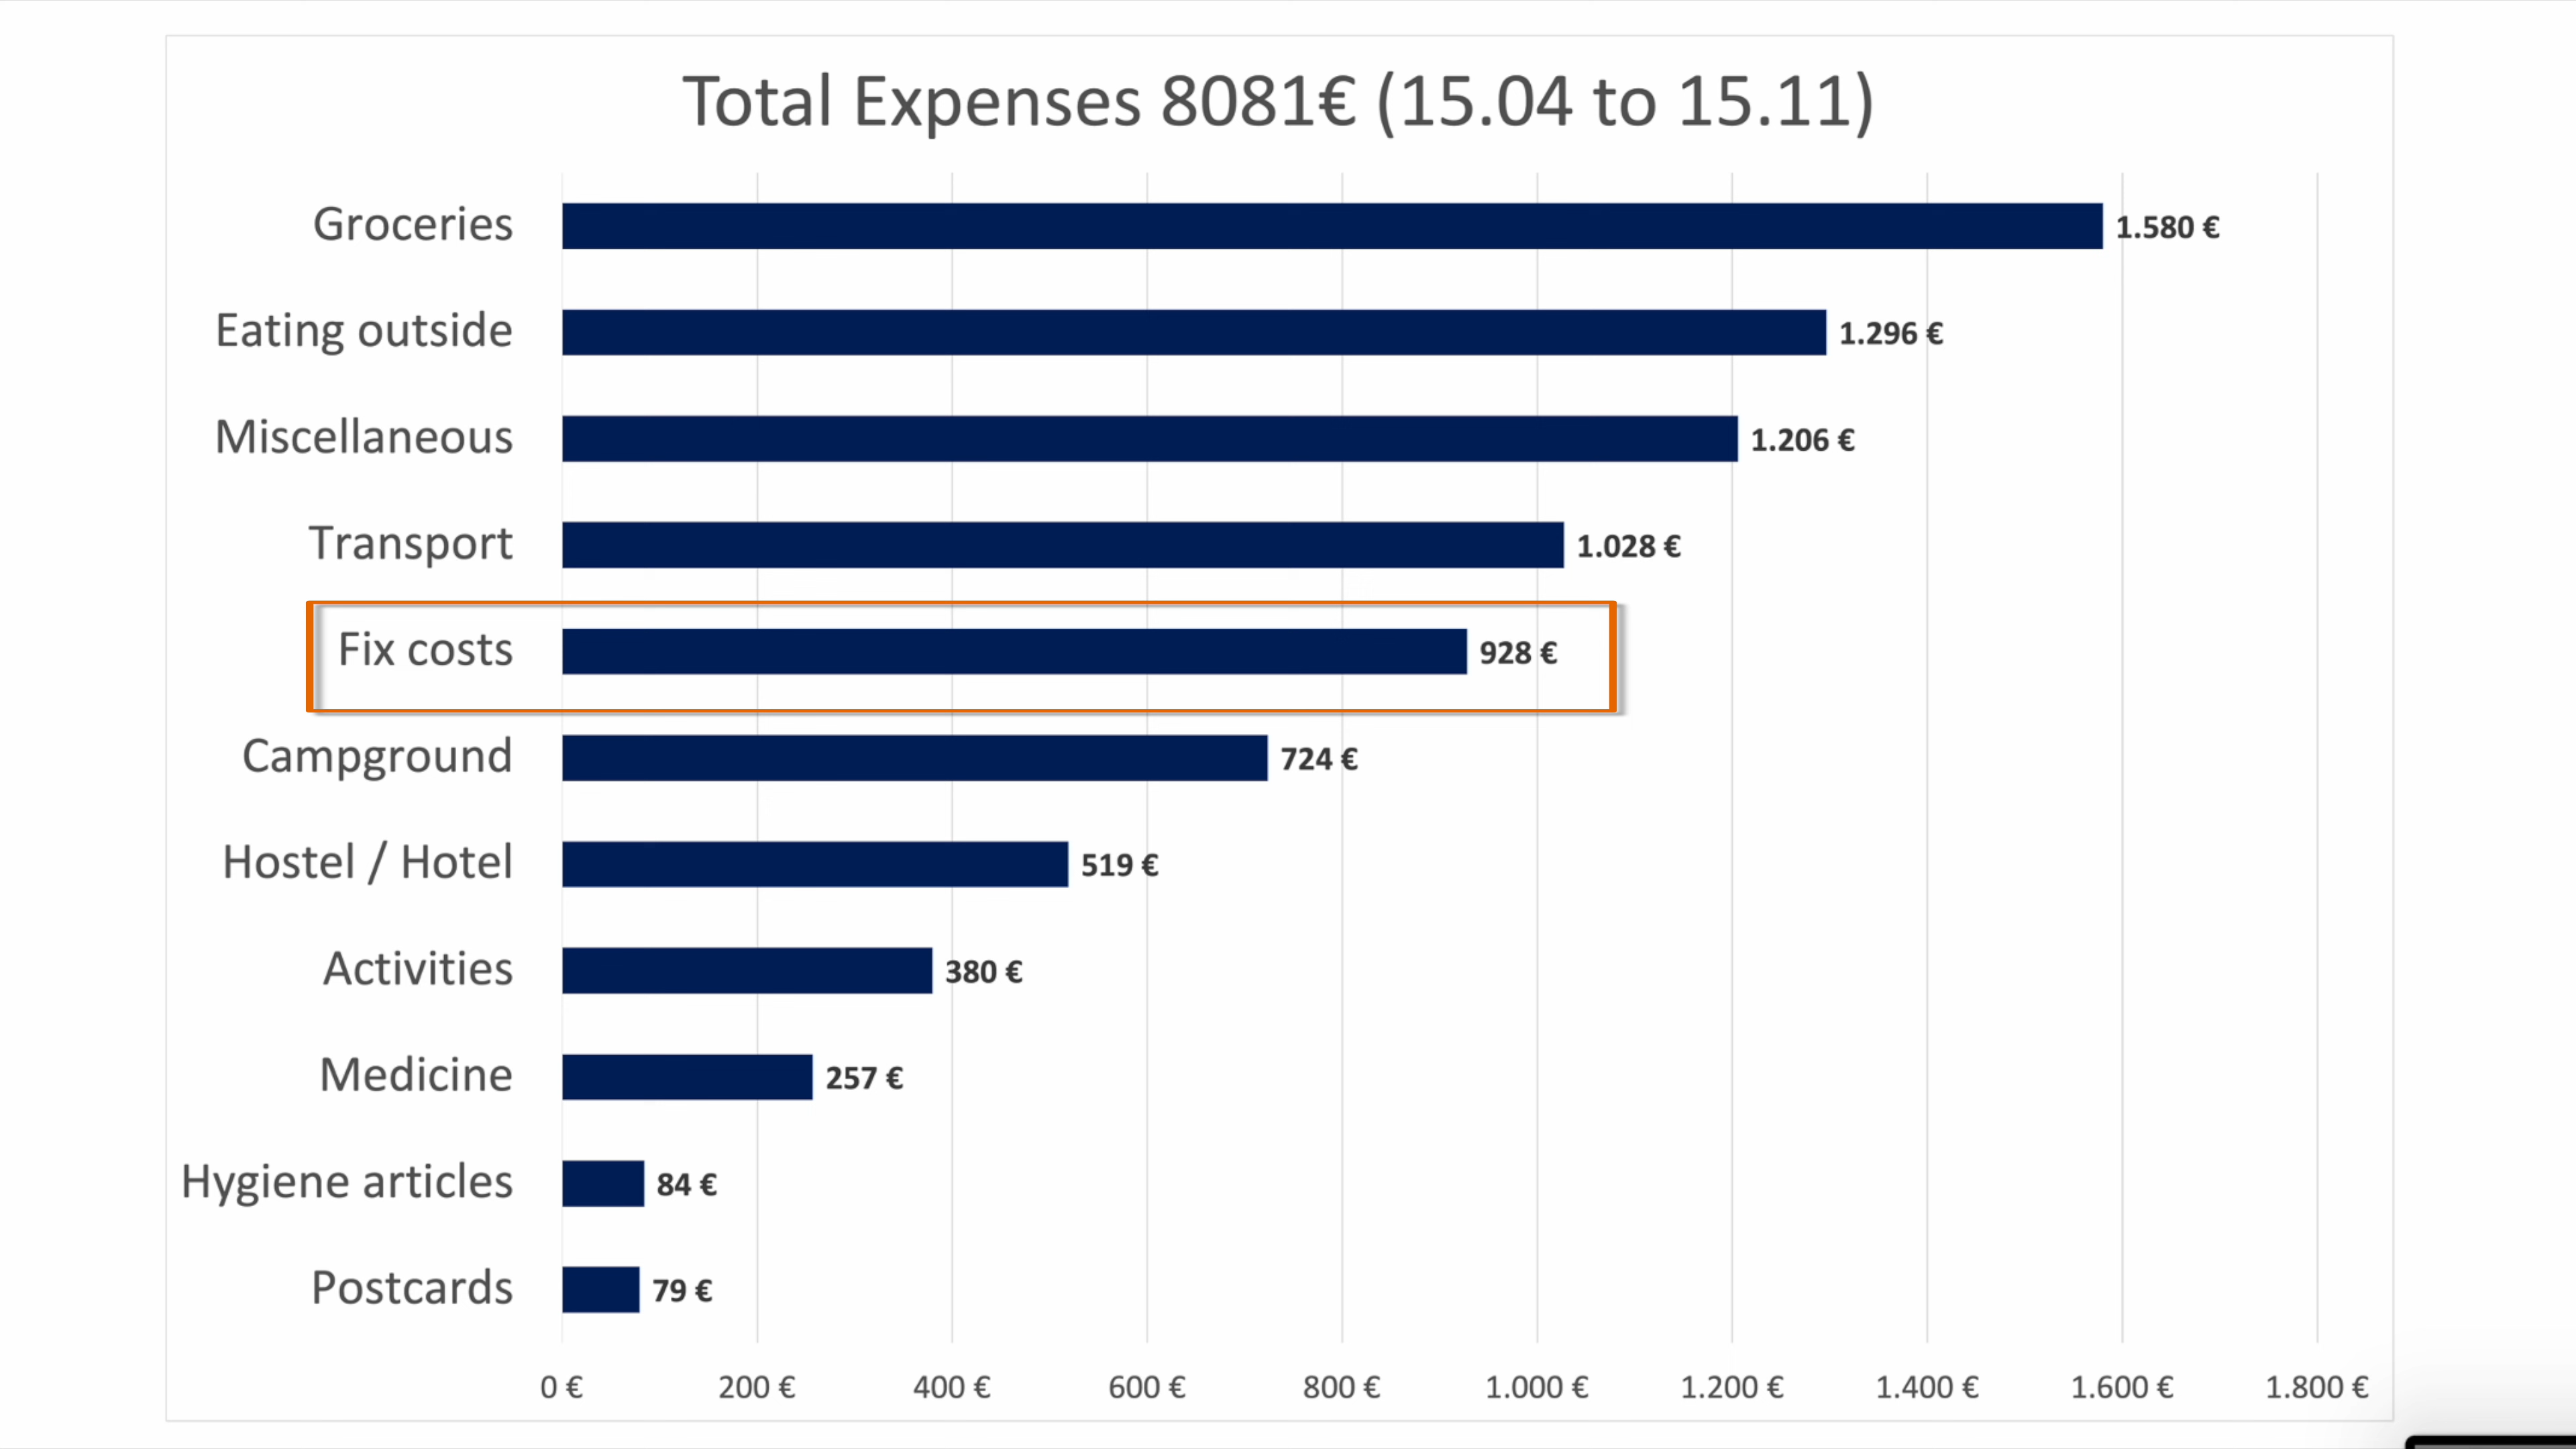 Total Expenses 8081€ (15.04 to 15.11)
Groceries 1.580 €
Eating outside 1.296 €
Miscellaneous 1.206 €
Transport 1.028 €
Fix costs 928 €
Campground 724 €
Hostel / Hotel 519 €
Activities 380 €
Medicine 257 €
Hygiene articles 84 €
Postcards 79 €
0 € 200 € 400 € 600 € 800 € 1.000 € 1.200 € 1.400 € 1.600 € 1.800 €